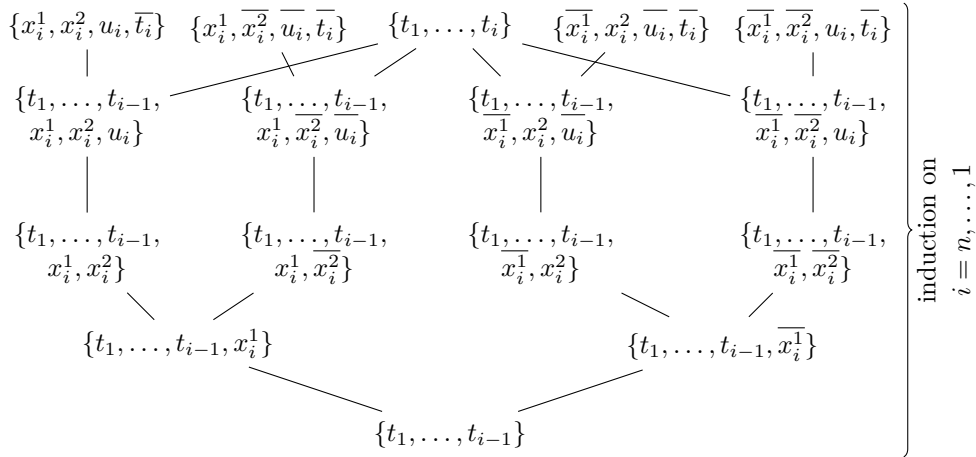 {x_i^1, x_i^2, u_i, \overline{t_i}} {x_i^1, \overline{x_i^2}, \overline{u_i}, \overline{t_i}} {t_1, …, t_i} {\overline{x_i^1}, x_i^2, \overline{u_i}, \overline{t_i}} {\overline{x_i^1}, \overline{x_i^2}, u_i, \overline{t_i}}
{t_1, …, t_{i−1}, {t_1, …, t_{i−1}, {t_1, …, t_{i−1}, {t_1, …, t_{i−1},
x_i^1, x_i^2, u_i} x_i^1, \overline{x_i^2}, \overline{u_i}} \overline{x_i^1}, x_i^2, \overline{u_i}} \overline{x_i^1}, \overline{x_i^2}, u_i}
{t_1, …, t_{i−1}, {t_1, …, t_{i−1}, {t_1, …, t_{i−1}, {t_1, …, t_{i−1},
x_i^1, x_i^2} x_i^1, \overline{x_i^2}} \overline{x_i^1}, x_i^2} \overline{x_i^1}, \overline{x_i^2}}
{t_1, …, t_{i−1}, x_i^1} {t_1, …, t_{i−1}, \overline{x_i^1}}
{t_1, …, t_{i−1}}
induction on
i = n, …, 1